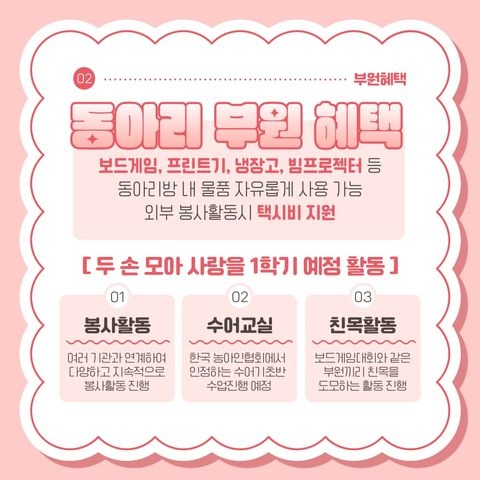 02 부원혜택
동아리 부원 혜택
보드게임, 프린트기, 냉장고, 빔프로젝터 등
동아리방 내 물품 자유롭게 사용 가능
외부 봉사활동시 택시비 지원
[ 두 손 모아 사랑을 1학기 예정 활동 ]
01
봉사활동
여러 기관과 연계하여
다양하고 지속적으로
봉사활동 진행
02
수어교실
한국 농아인협회에서
인정하는 수어기초반
수업진행 예정
03
친목활동
보드게임대회와 같은
부원끼리 친목을
도모하는 활동 진행